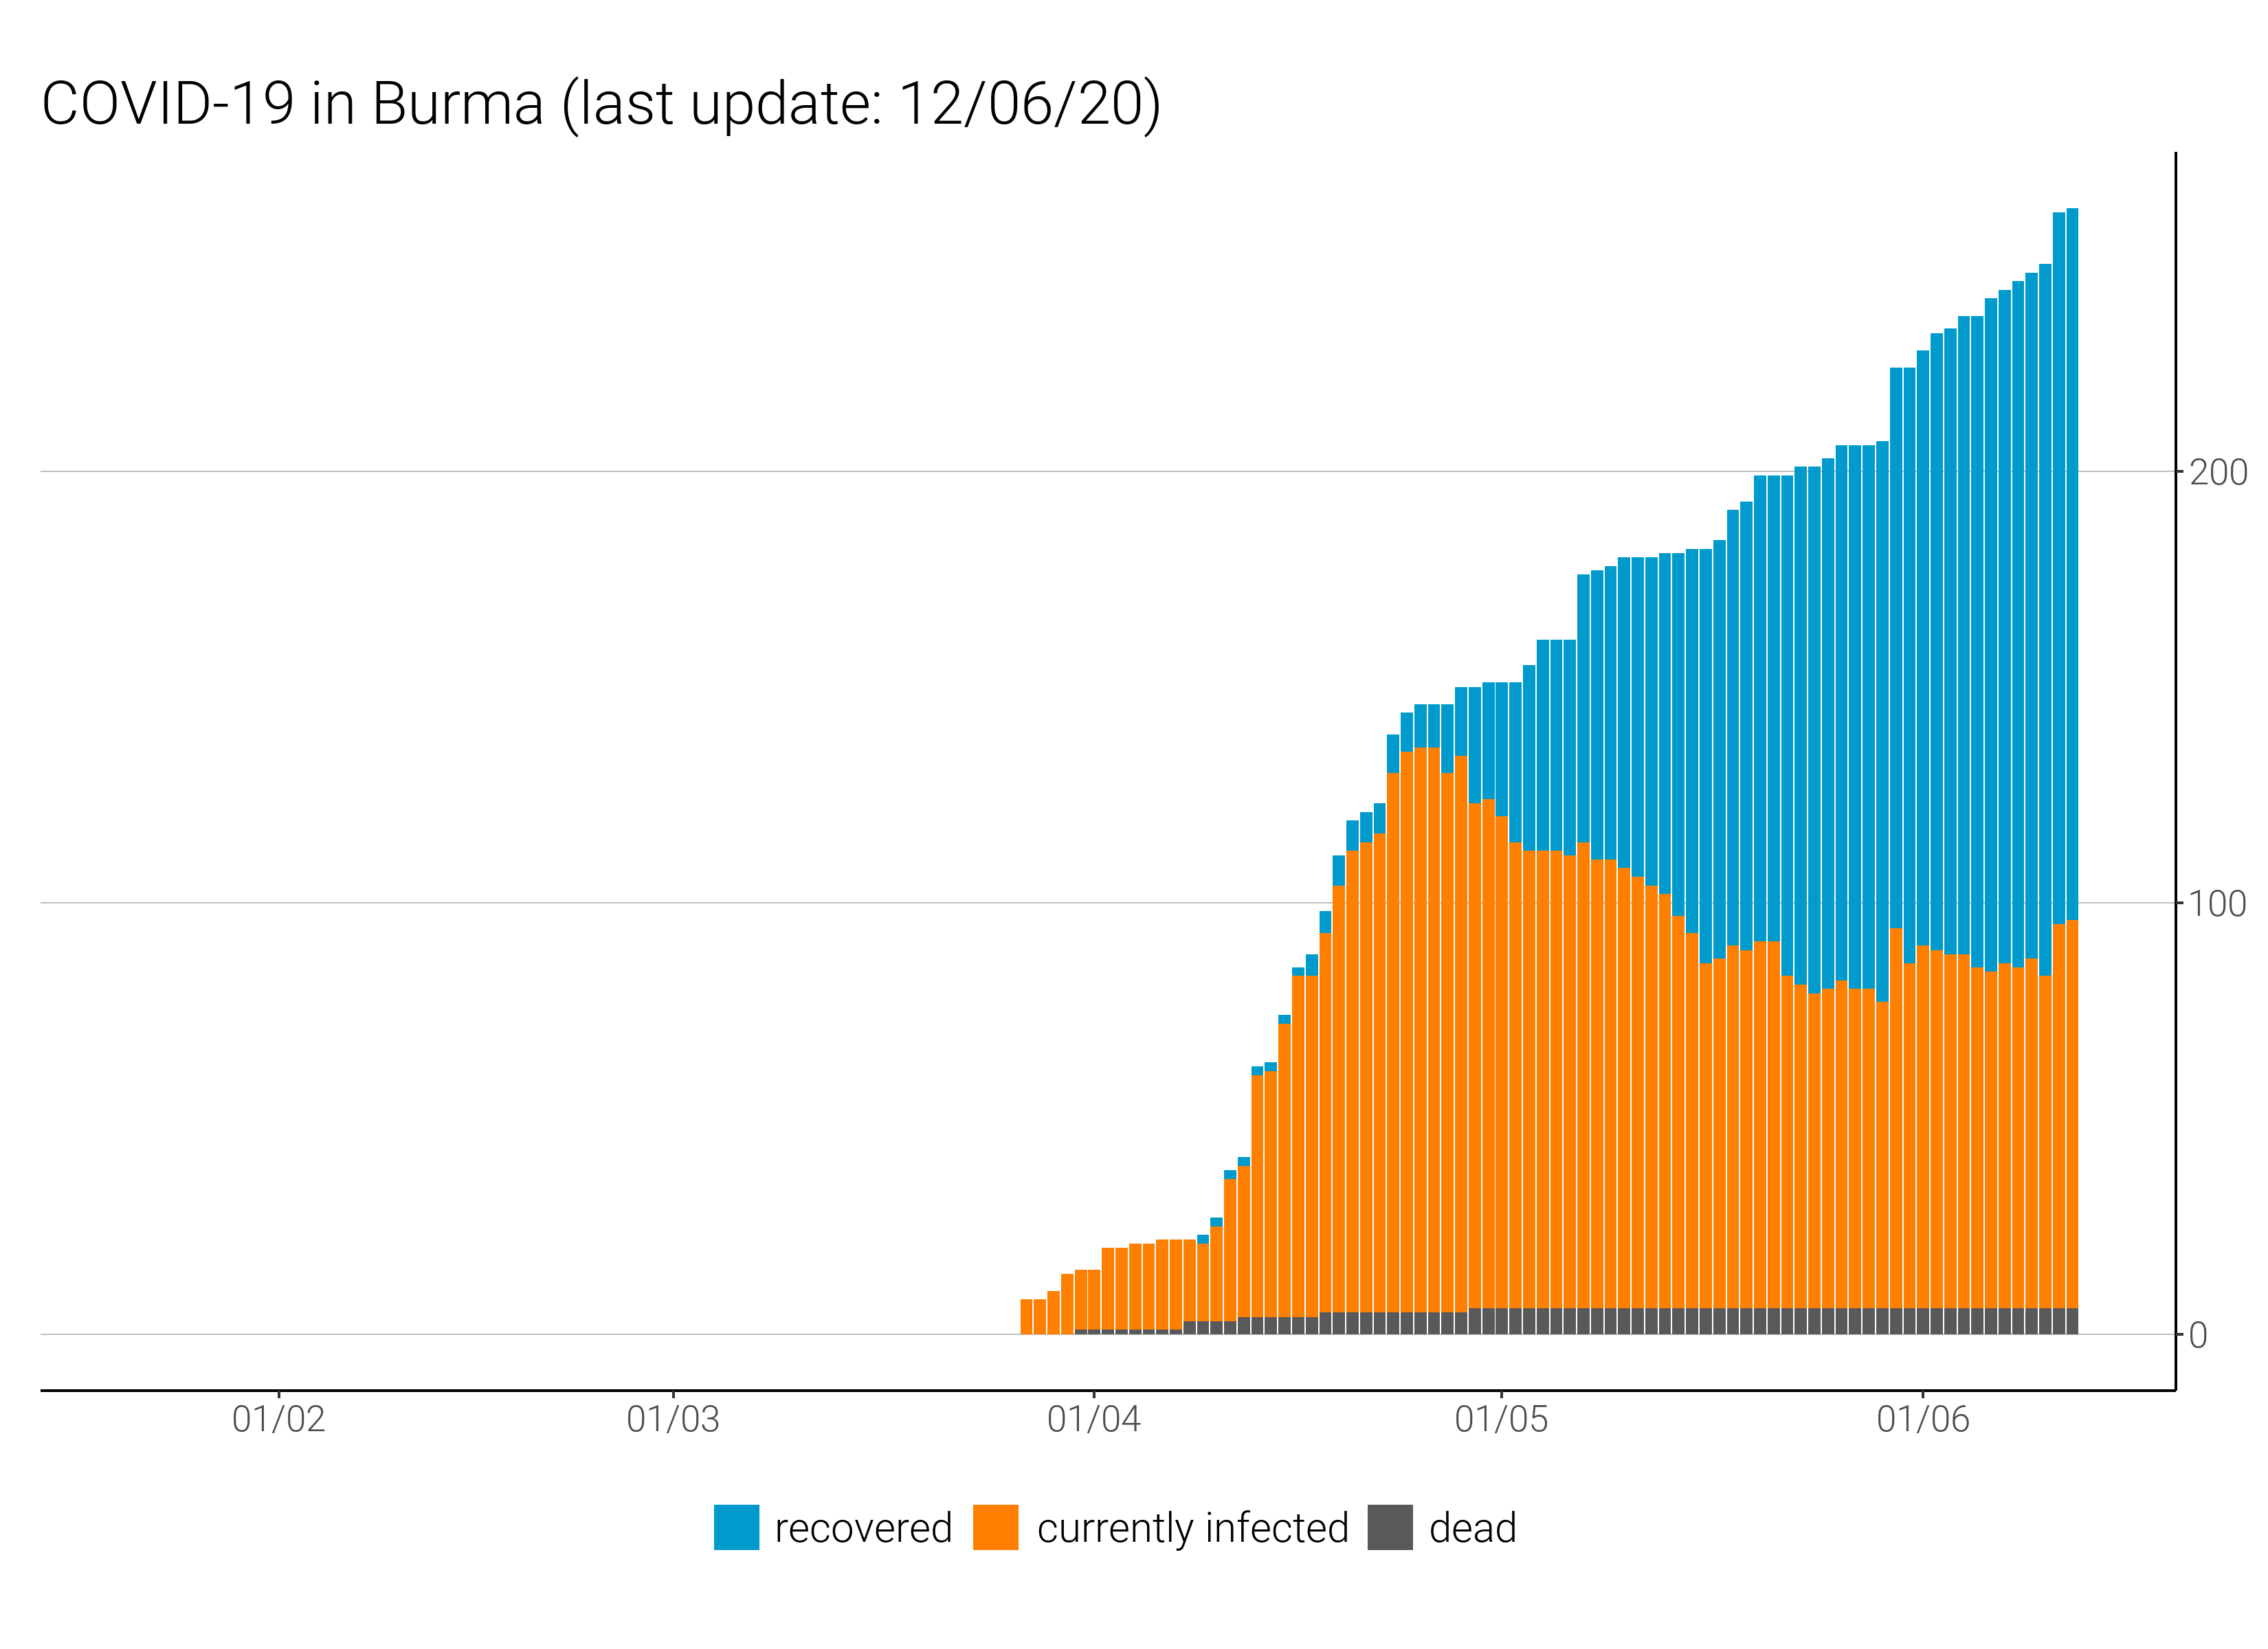 COVID-19 in Burma (last update: 12/06/20)
200
100
0
01/02 01/03 01/04 01/05 01/06
recovered currently infected dead